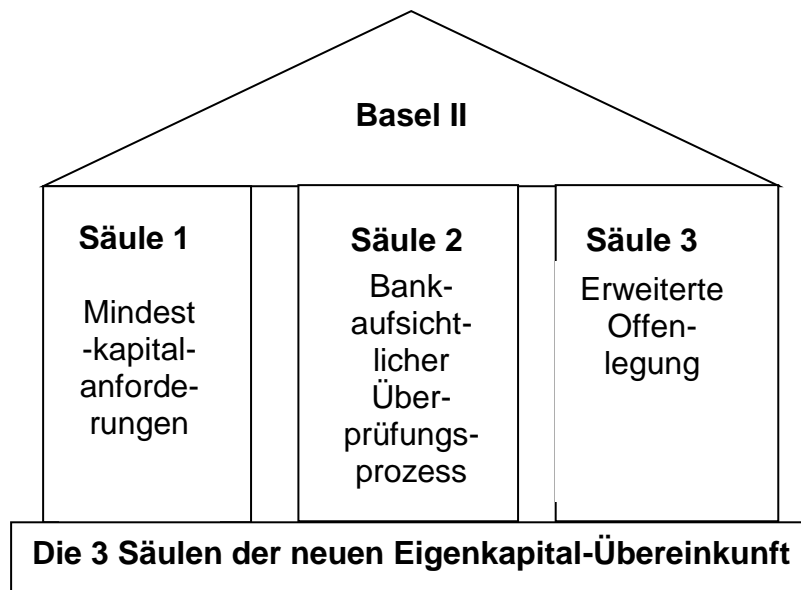 Basel II
Säule 1
Mindest
-kapital-
anforde-
rungen
Säule 2
Bank-
aufsicht-
licher
Über-
prüfungs-
prozess
Säule 3
Erweiterte
Offen-
legung
Die 3 Säulen der neuen Eigenkapital-Übereinkunft